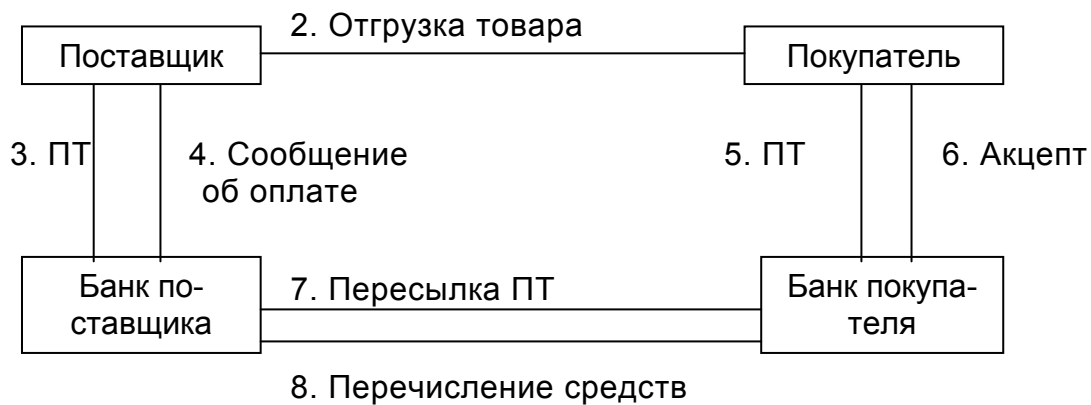 2. Отгрузка товара
Поставщик
Покупатель
3. ПТ
4. Сообщение
об оплате
5. ПТ
6. Акцепт
Банк по-
ставщика
7. Пересылка ПТ
Банк покупа-
теля
8. Перечисление средств